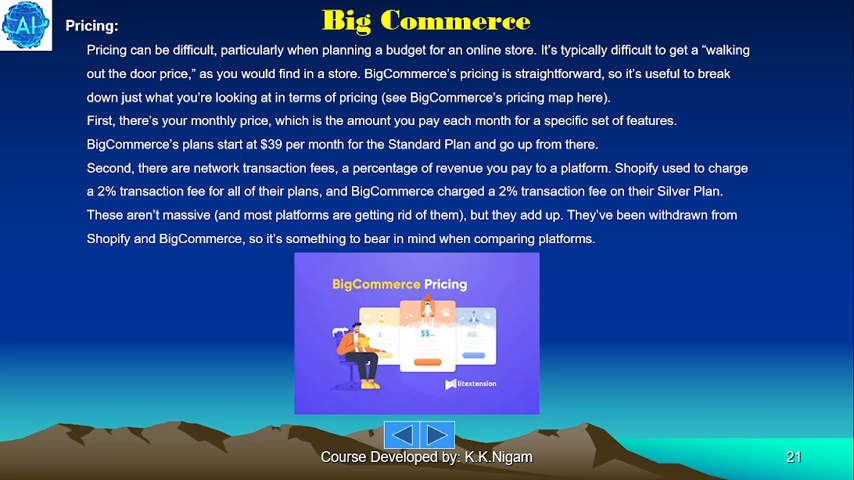 AI
Big Commerce
Pricing:
Pricing can be difficult, particularly when planning a budget for an online store. It's typically difficult to get a “walking
out the door price,” as you would find in a store. BigCommerce's pricing is straightforward, so it's useful to break
down just what you're looking at in terms of pricing (see BigCommerce's pricing map here).
First, there's your monthly price, which is the amount you pay each month for a specific set of features.
BigCommerce's plans start at $39 per month for the Standard Plan and go up from there.
Second, there are network transaction fees, a percentage of revenue you pay to a platform. Shopify used to charge
a 2% transaction fee for all of their plans, and BigCommerce charged a 2% transaction fee on their Silver Plan.
These aren't massive (and most platforms are getting rid of them), but they add up. They've been withdrawn from
Shopify and BigCommerce, so it's something to bear in mind when comparing platforms.
BigCommerce Pricing
$$
litextension
Course Developed by: K.K.Nigam
21